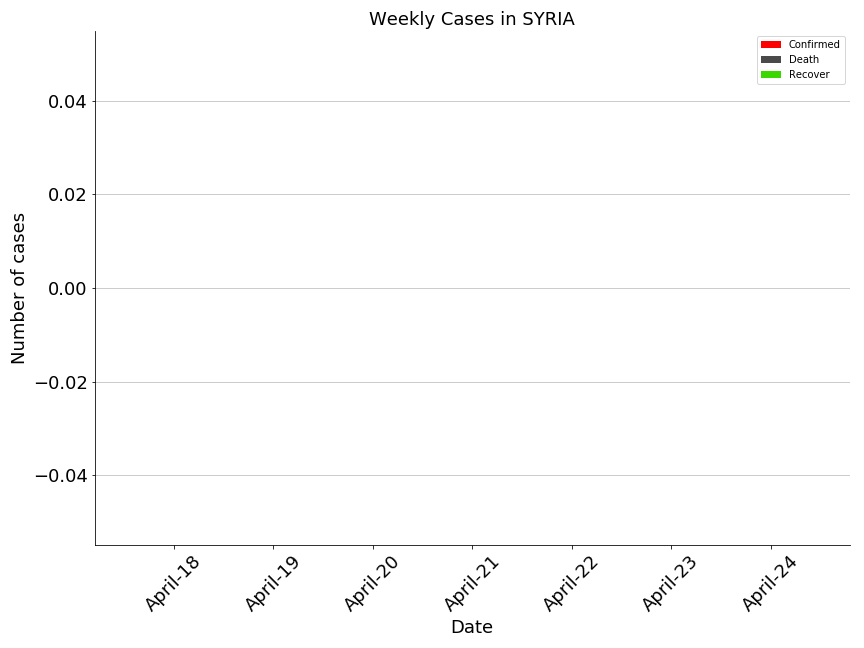 Weekly Cases in SYRIA
Confirmed
Death
Recover
Number of cases
0.04
0.02
0.00
−0.02
−0.04
April-18
April-19
April-20
April-21
April-22
April-23
April-24
Date